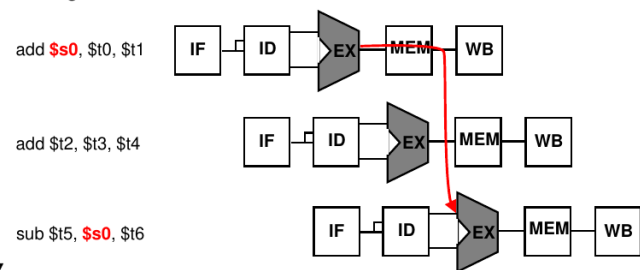 add $s0, $t0, $t1 IF ID EX MEM WB
add $t2, $t3, $t4 IF ID EX MEM WB
sub $t5, $s0, $t6 IF ID EX MEM WB